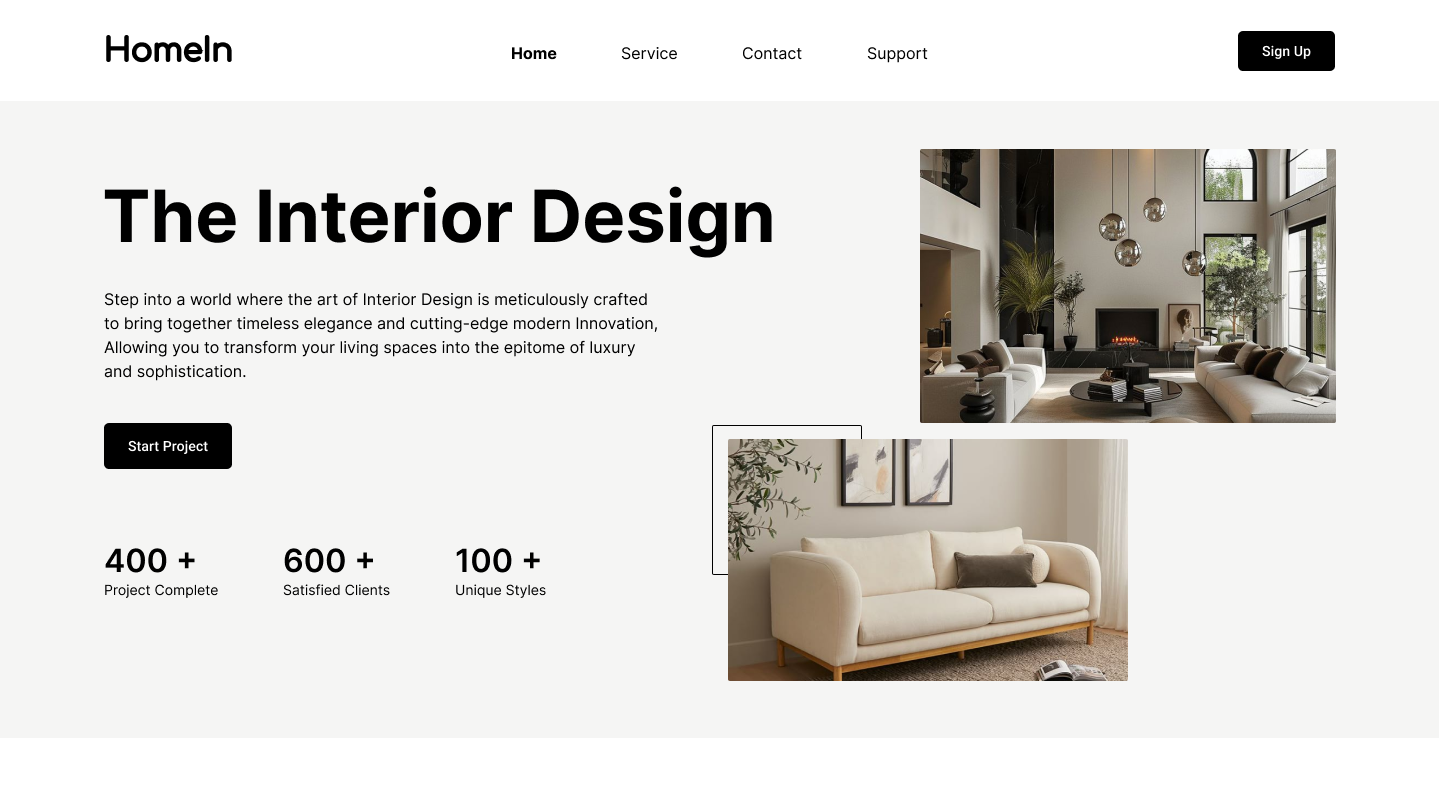 HomeIn
Home
Service
Contact
Support
Sign Up
The Interior Design
Step into a world where the art of Interior Design is meticulously crafted
to bring together timeless elegance and cutting-edge modern Innovation,
Allowing you to transform your living spaces into the epitome of luxury
and sophistication.
Start Project
400 +
Project Complete
600 +
Satisfied Clients
100 +
Unique Styles